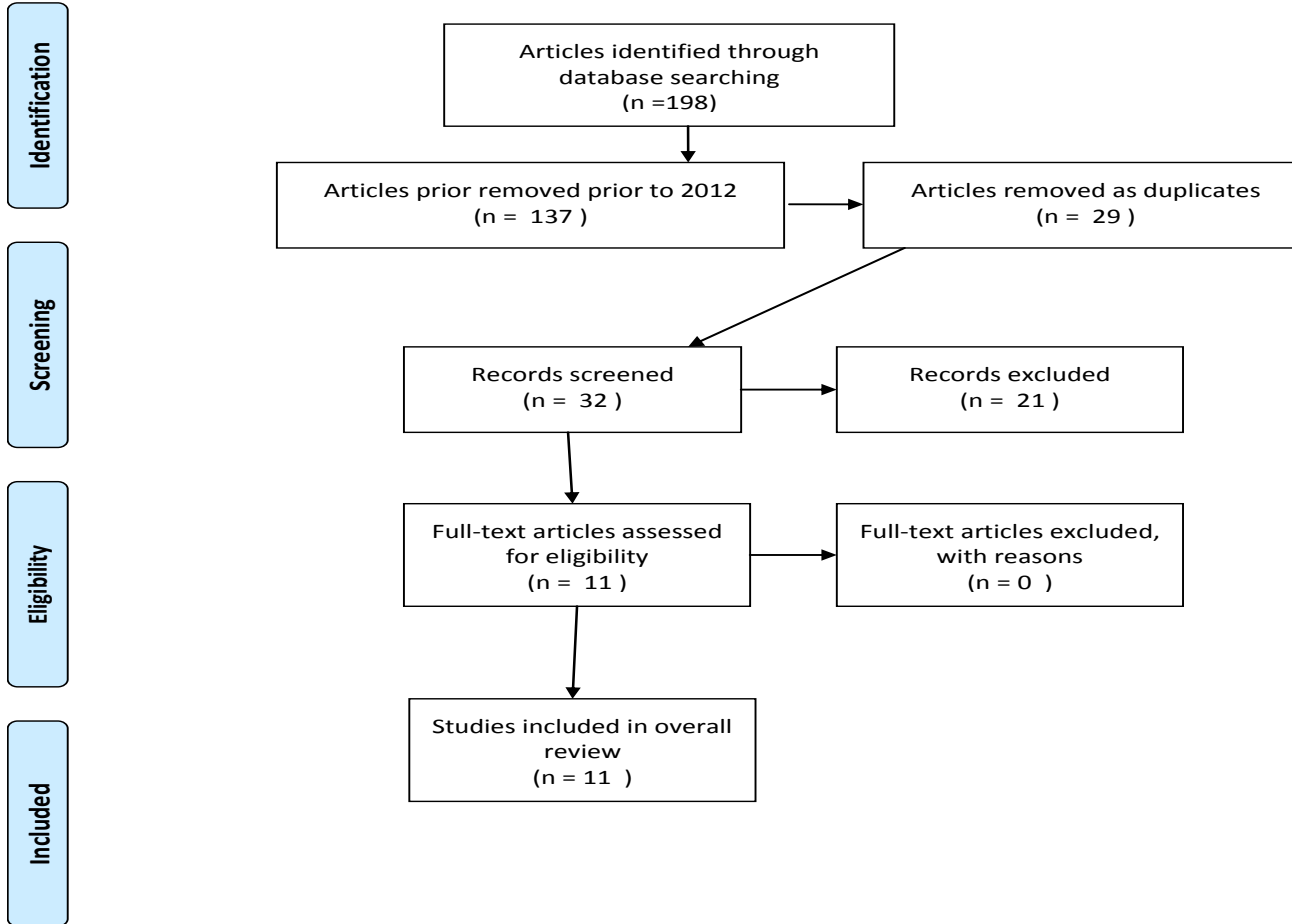 Identification
Articles identified through
database searching
(n =198)
Articles prior removed prior to 2012
(n =  137 )
Articles removed as duplicates
(n =  29 )
Screening
Records screened
(n =  32 )
Records excluded
(n =  21 )
Eligibility
Full-text articles assessed
for eligibility
(n =  11 )
Full-text articles excluded,
with reasons
(n = 0  )
Included
Studies included in overall
review
(n = 11  )